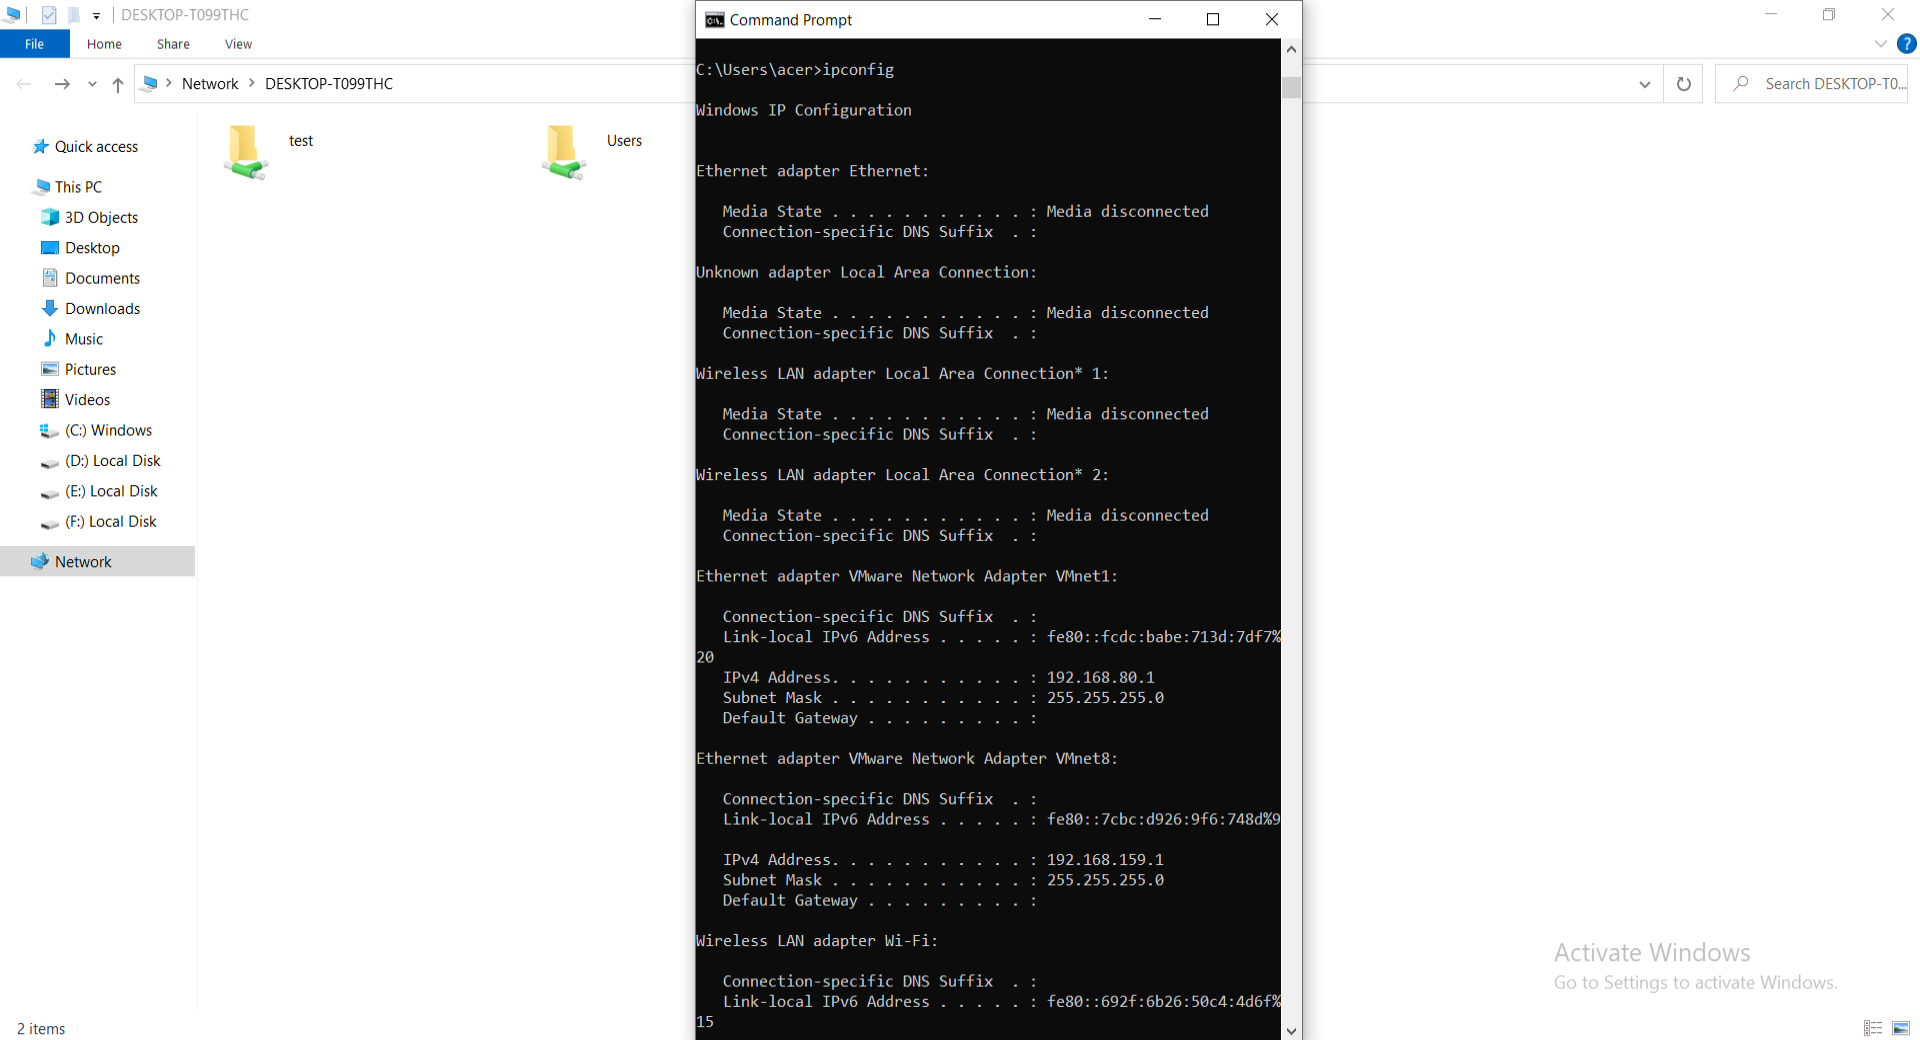 DESKTOP-T099THC
File
Home
Share
View
Network
DESKTOP-T099THC
Search DESKTOP-T0...
Quick access
This PC
3D Objects
Desktop
Documents
Downloads
Music
Pictures
Videos
(C:) Windows
(D:) Local Disk
(E:) Local Disk
(F:) Local Disk
Network
test
Users
2 items
Command Prompt
C:\Users\acer>ipconfig
Windows IP Configuration
Ethernet adapter Ethernet:
Media State . . . . . . . . . . . : Media disconnected
Connection-specific DNS Suffix  . :
Unknown adapter Local Area Connection:
Media State . . . . . . . . . . . : Media disconnected
Connection-specific DNS Suffix  . :
Wireless LAN adapter Local Area Connection* 1:
Media State . . . . . . . . . . . : Media disconnected
Connection-specific DNS Suffix  . :
Wireless LAN adapter Local Area Connection* 2:
Media State . . . . . . . . . . . : Media disconnected
Connection-specific DNS Suffix  . :
Ethernet adapter VMware Network Adapter VMnet1:
Connection-specific DNS Suffix  . :
Link-local IPv6 Address . . . . . : fe80::fcdc:babe:713d:7df7%
20
IPv4 Address. . . . . . . . . . . : 192.168.80.1
Subnet Mask . . . . . . . . . . . : 255.255.255.0
Default Gateway . . . . . . . . . :
Ethernet adapter VMware Network Adapter VMnet8:
Connection-specific DNS Suffix  . :
Link-local IPv6 Address . . . . . : fe80::7cbc:d926:9f6:748d%9
IPv4 Address. . . . . . . . . . . : 192.168.159.1
Subnet Mask . . . . . . . . . . . : 255.255.255.0
Default Gateway . . . . . . . . . :
Wireless LAN adapter Wi-Fi:
Connection-specific DNS Suffix  . :
Link-local IPv6 Address . . . . . : fe80::692f:6b26:50c4:4d6f%
15
Activate Windows
Go to Settings to activate Windows.